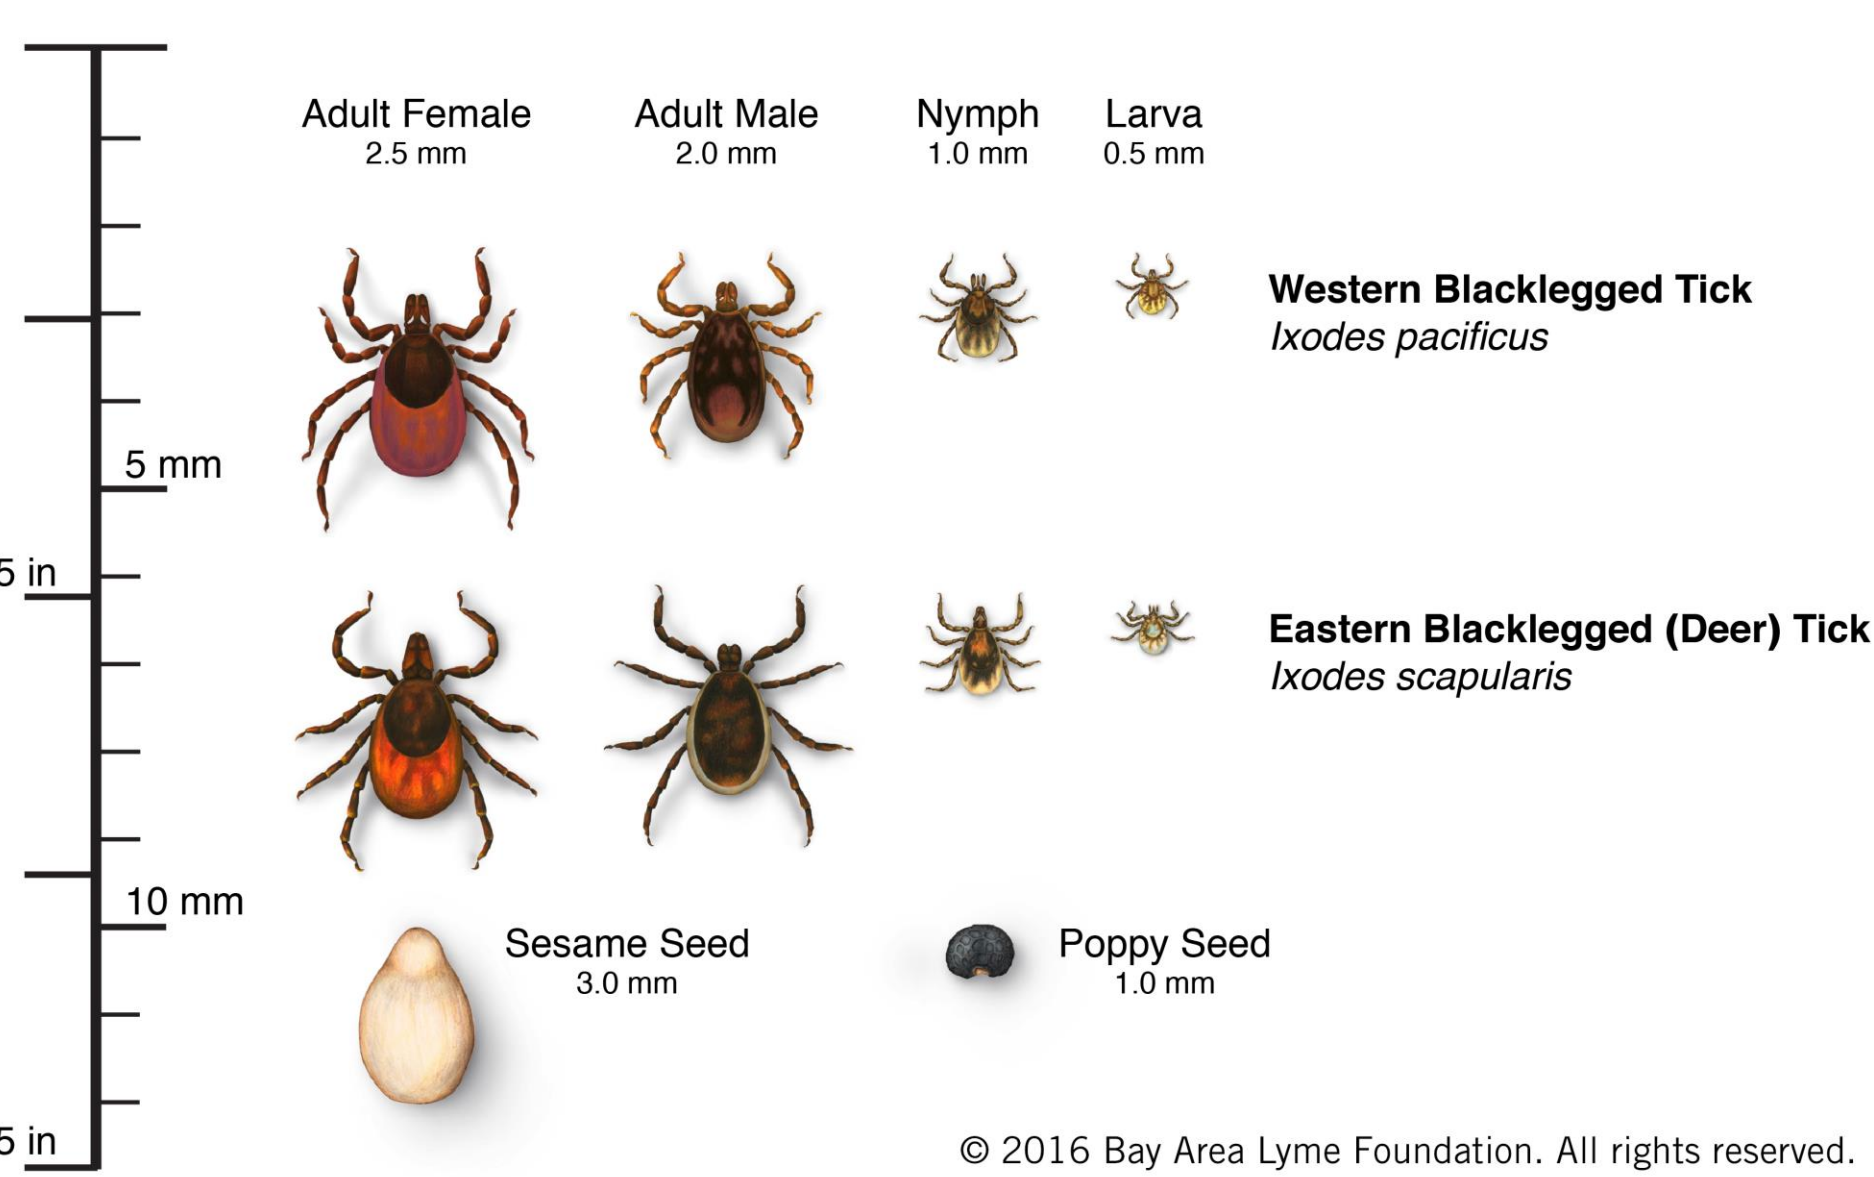 Adult Female
2.5 mm
Adult Male
2.0 mm
Nymph
1.0 mm
Larva
0.5 mm
Western Blacklegged Tick
Ixodes pacificus
5 mm
5 in
Eastern Blacklegged (Deer) Tick
Ixodes scapularis
10 mm
Sesame Seed
3.0 mm
Poppy Seed
1.0 mm
5 in
© 2016 Bay Area Lyme Foundation. All rights reserved.